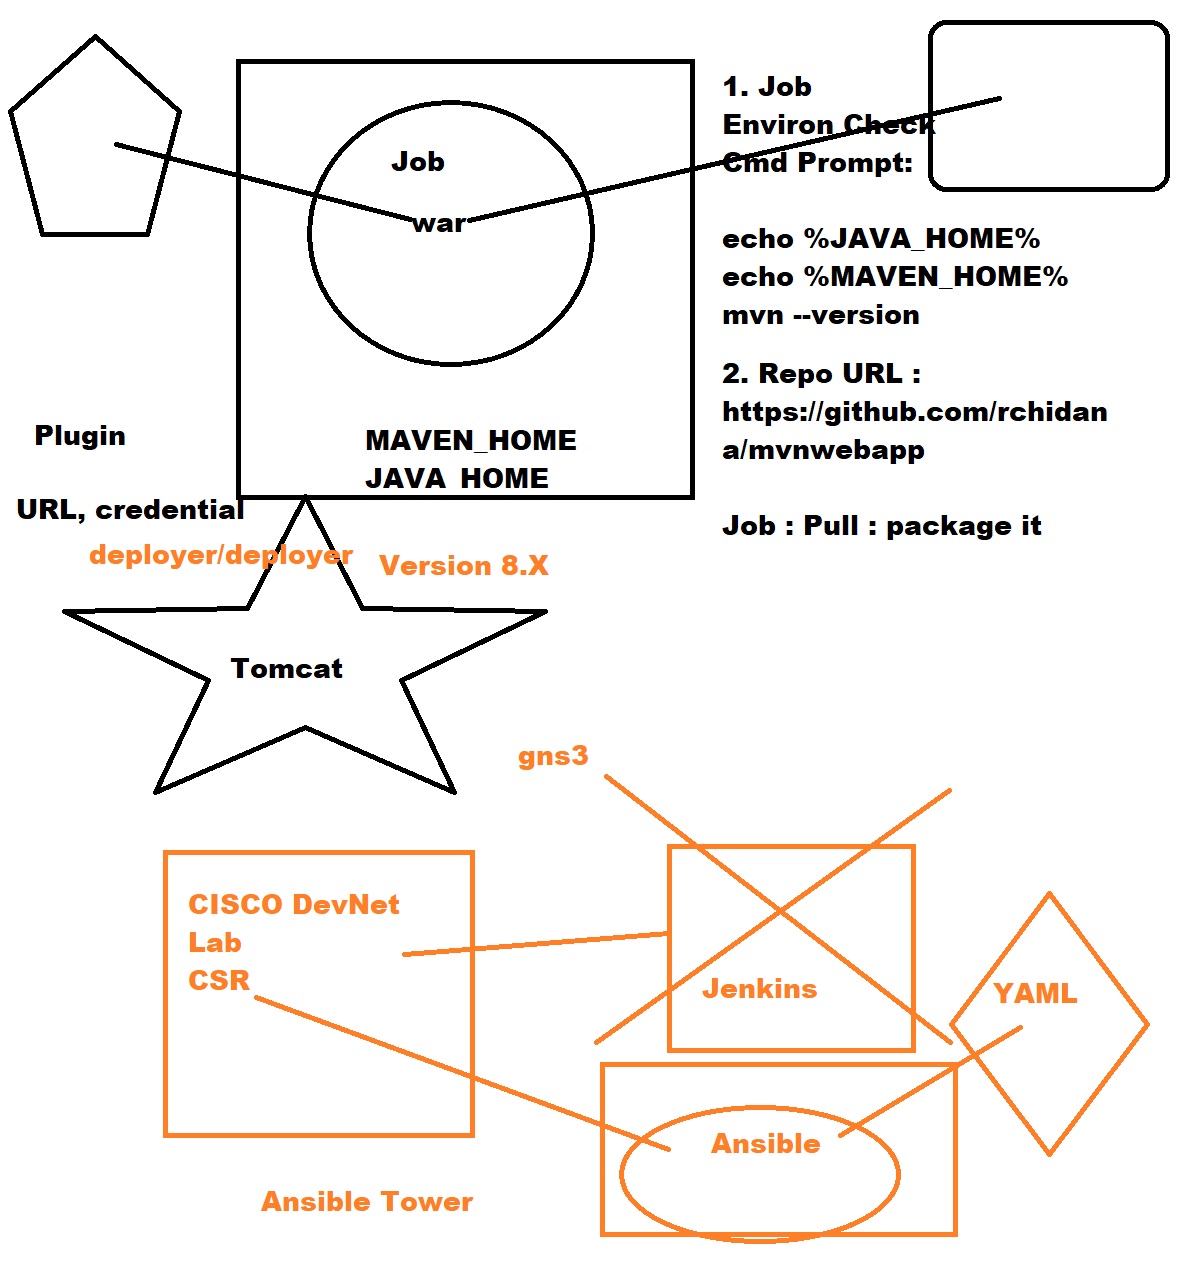 Job
war
MAVEN_HOME
JAVA_HOME
1. Job
Environ Check
Cmd Prompt:
echo %JAVA_HOME%
echo %MAVEN_HOME%
mvn --version
2. Repo URL :
https://github.com/rchidan
a/mvnwebapp
Job : Pull : package it
Plugin
URL, credential
deployer/deployer
Version 8.X
Tomcat
gns3
CISCO DevNet
Lab
CSR
Jenkins
YAML
Ansible
Ansible Tower